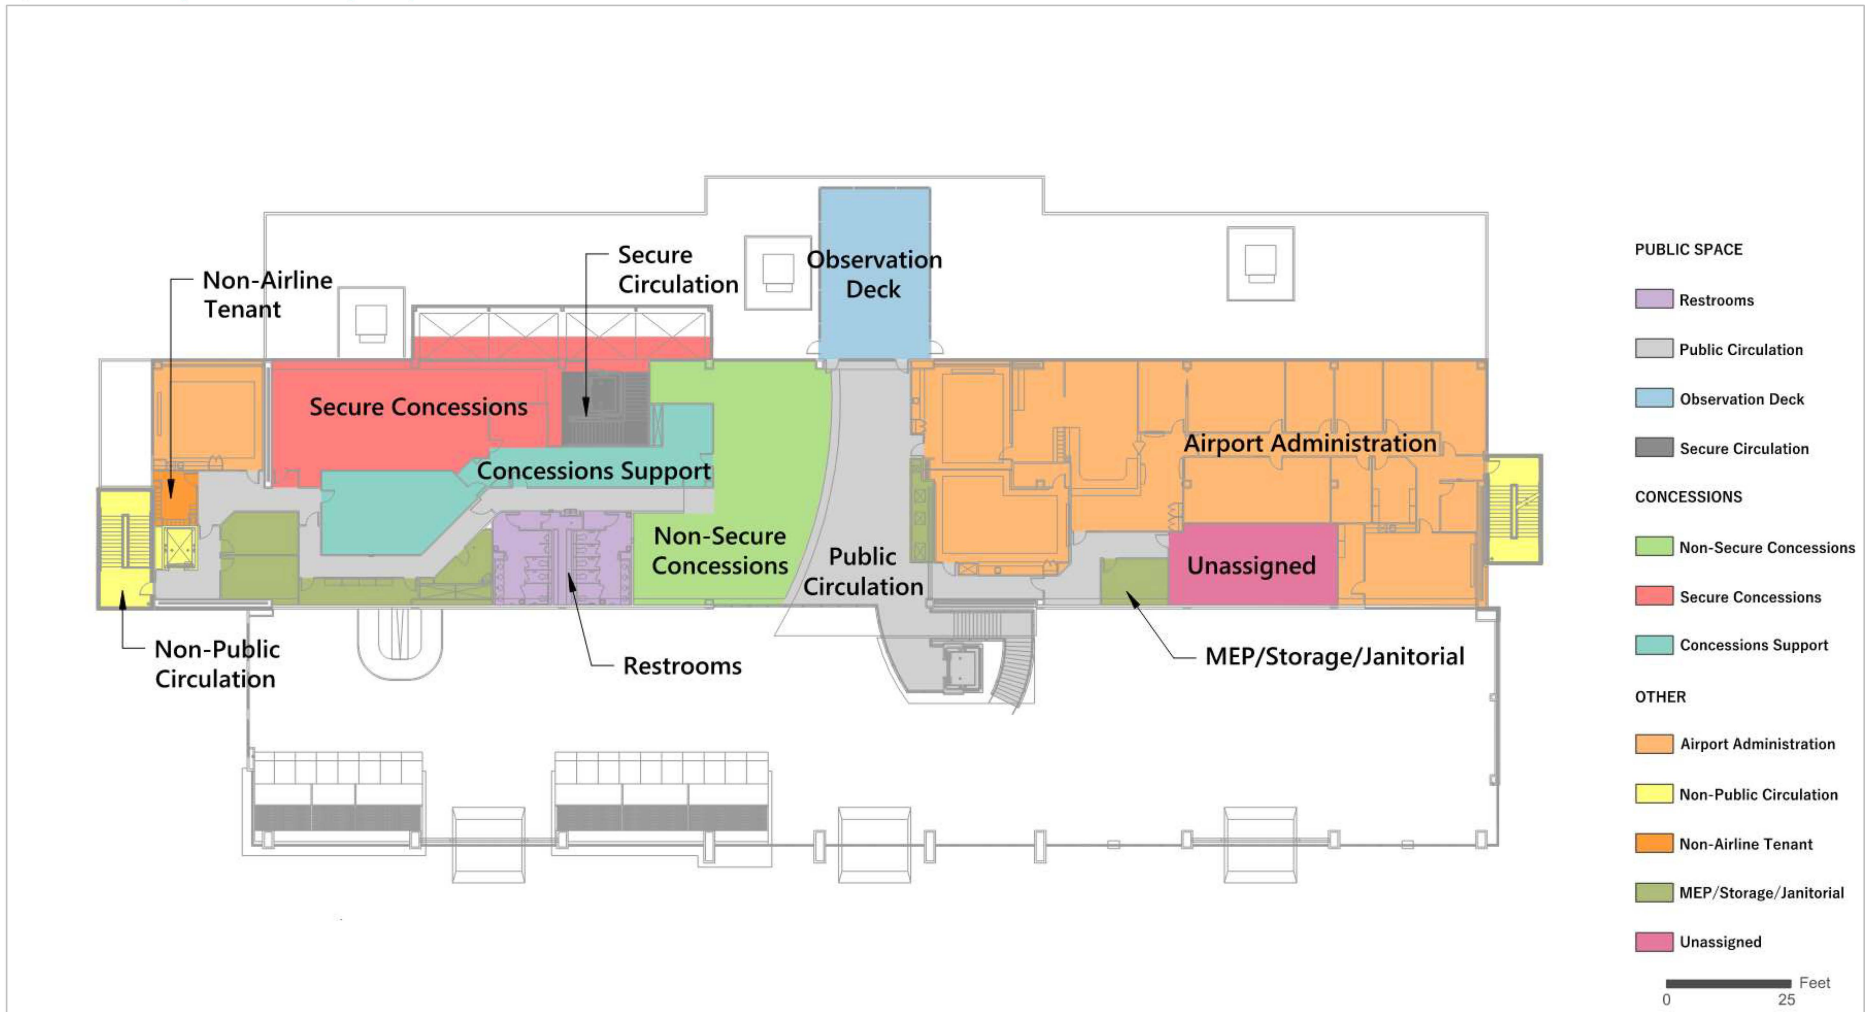 Non-Airline
Tenant
Secure
Circulation
Observation
Deck
Secure Concessions
Concessions Support
Airport Administration
Non-Secure
Concessions
Public
Circulation
Unassigned
Non-Public
Circulation
Restrooms
MEP/Storage/Janitorial
PUBLIC SPACE
Restrooms
Public Circulation
Observation Deck
Secure Circulation
CONCESSIONS
Non-Secure Concessions
Secure Concessions
Concessions Support
OTHER
Airport Administration
Non-Public Circulation
Non-Airline Tenant
MEP/Storage/Janitorial
Unassigned
Feet
0 25